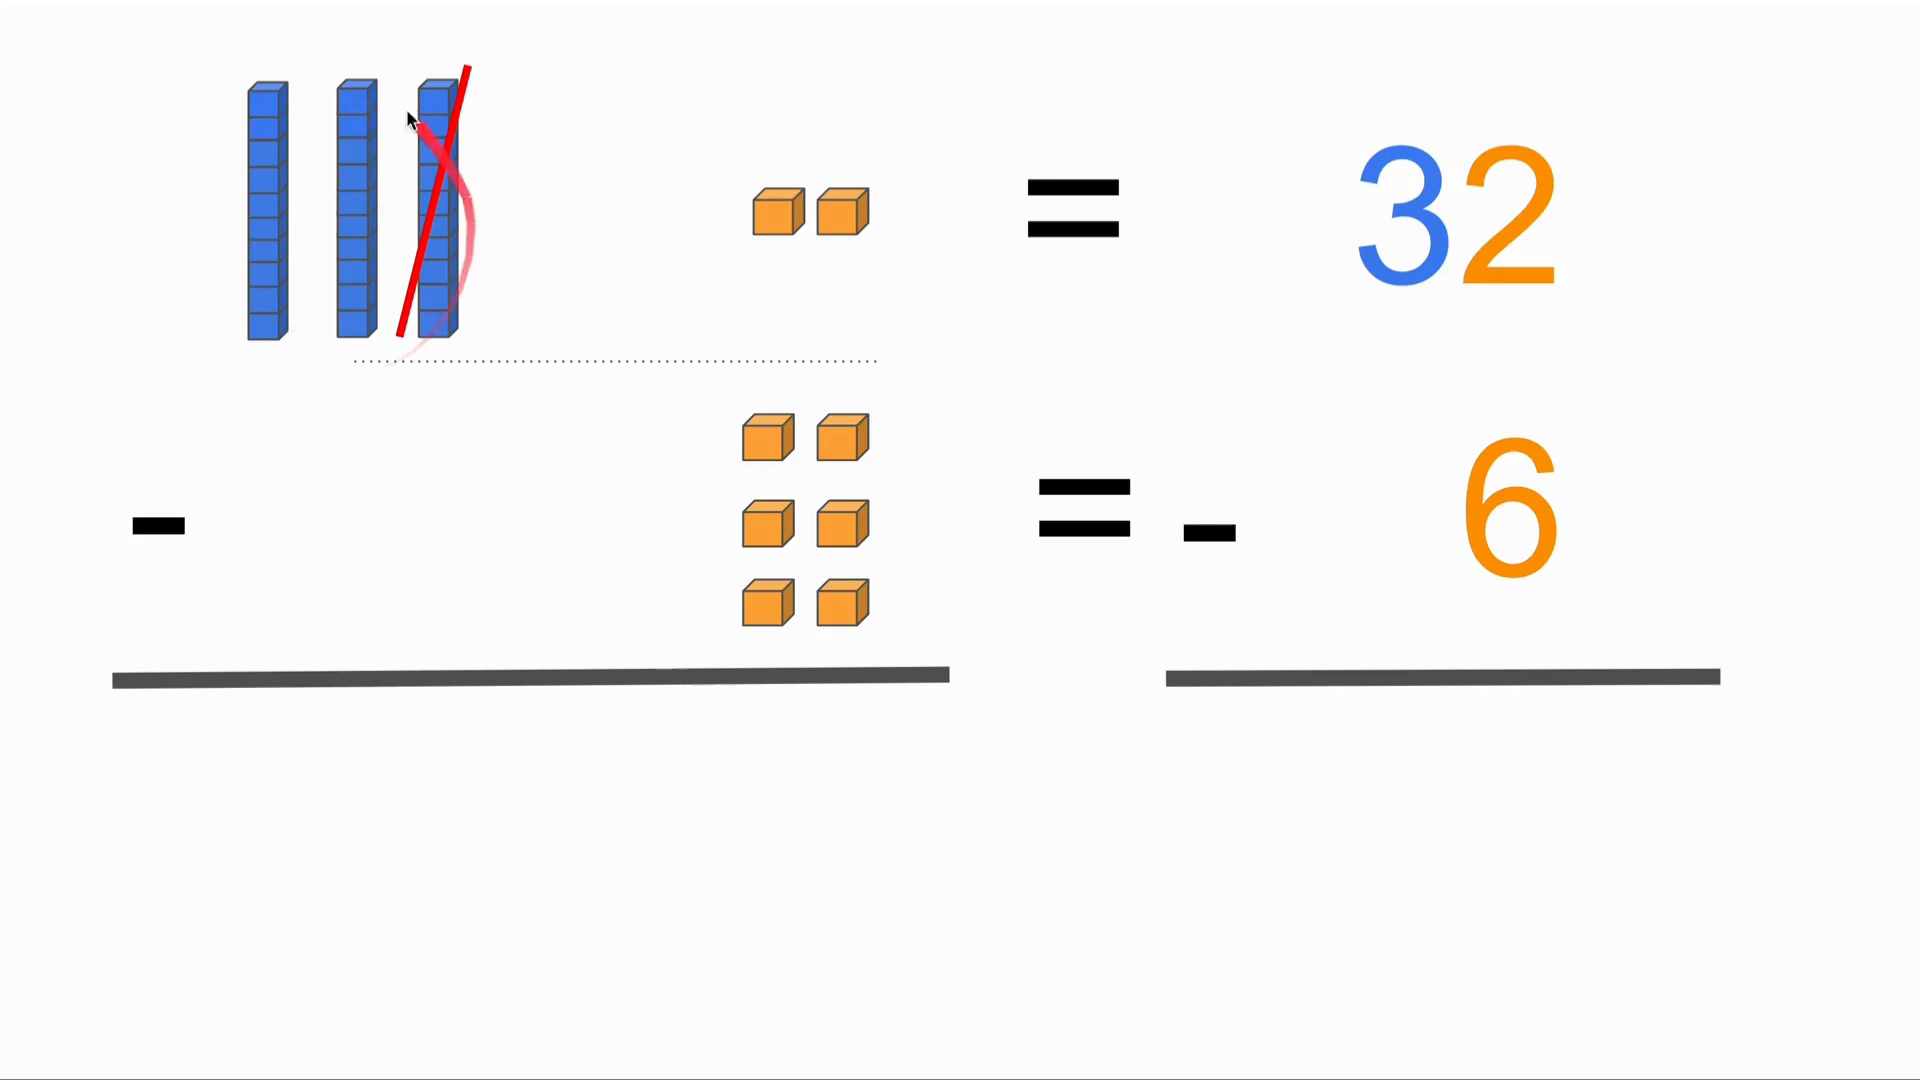 = 32
- = - 6